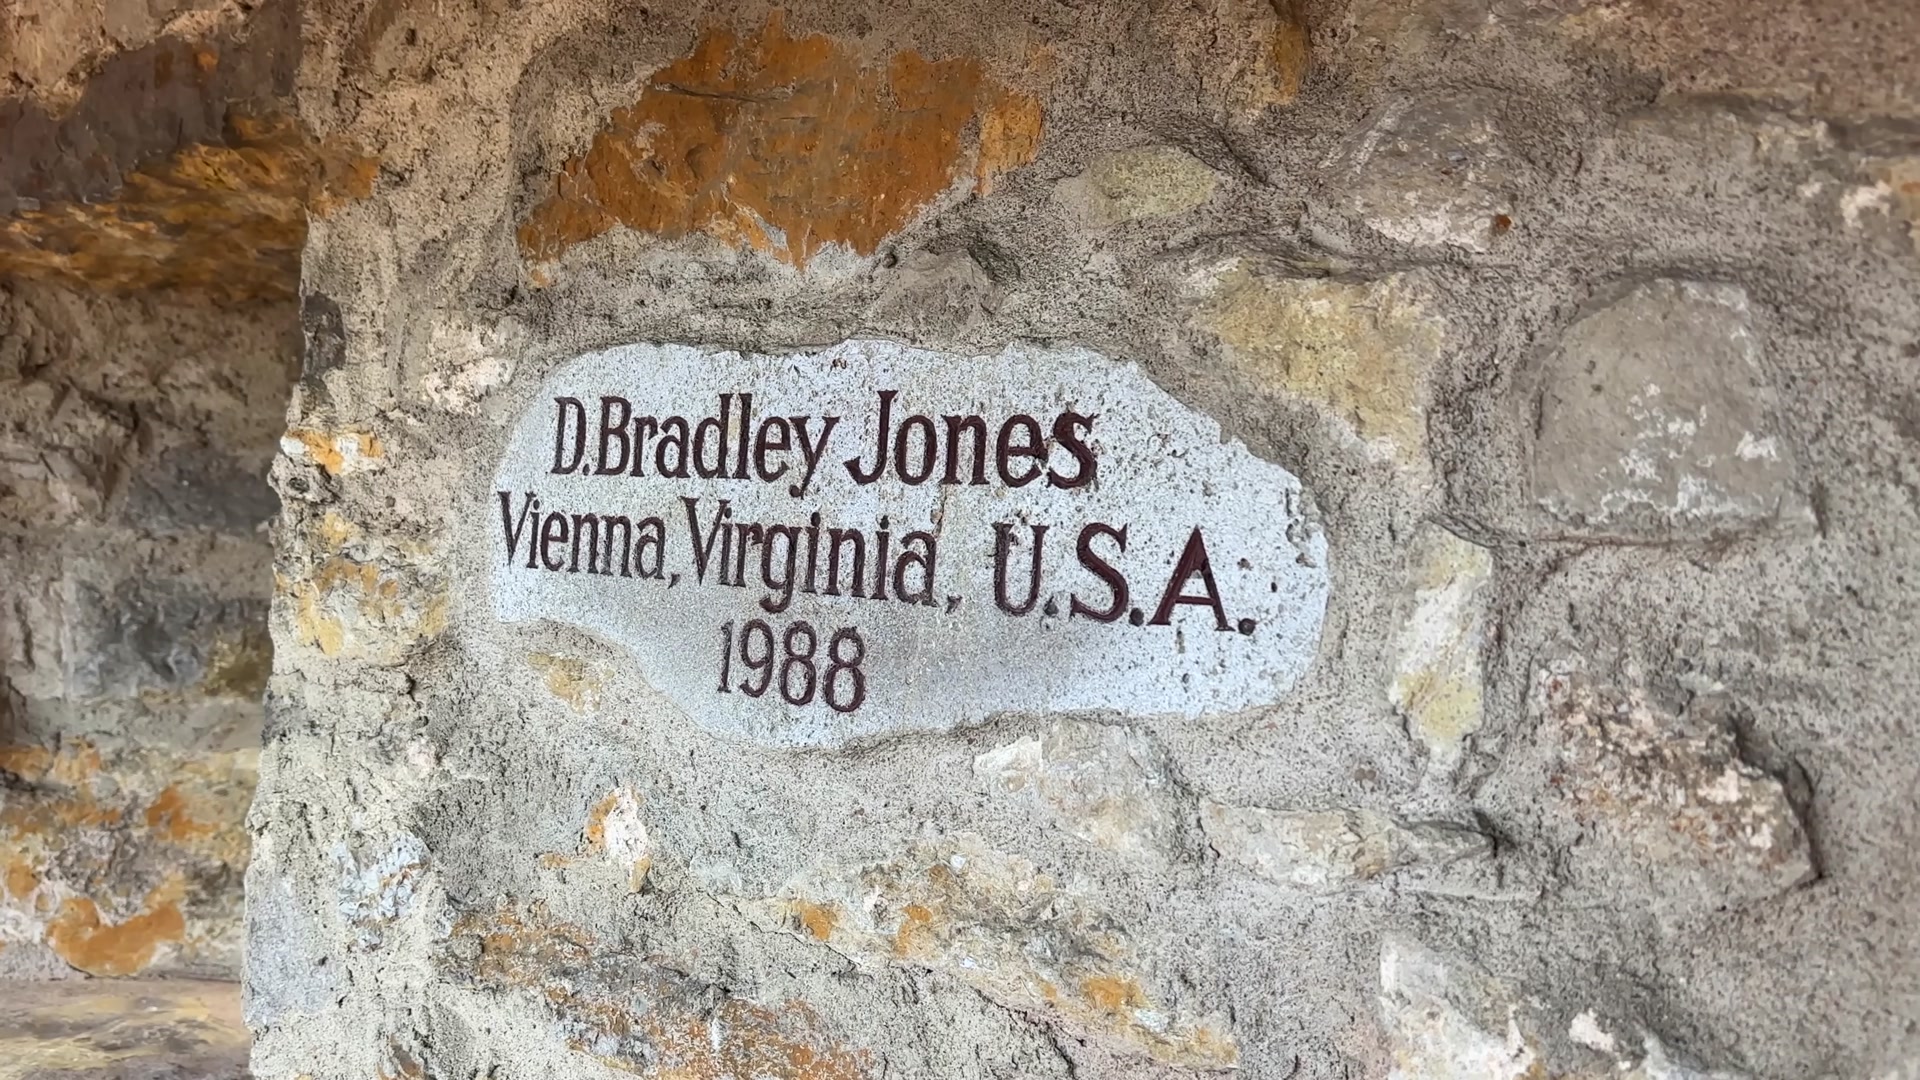 D.Bradley Jones
Vienna, Virginia, U.S.A.
1988